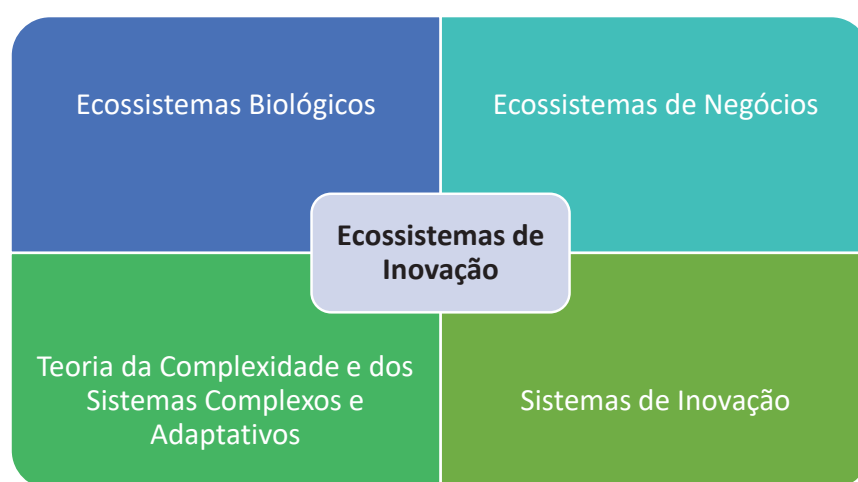 Ecossistemas Biológicos
Ecossistemas de Negócios
Ecossistemas de
Inovação
Teoria da Complexidade e dos
Sistemas Complexos e
Adaptativos
Sistemas de Inovação